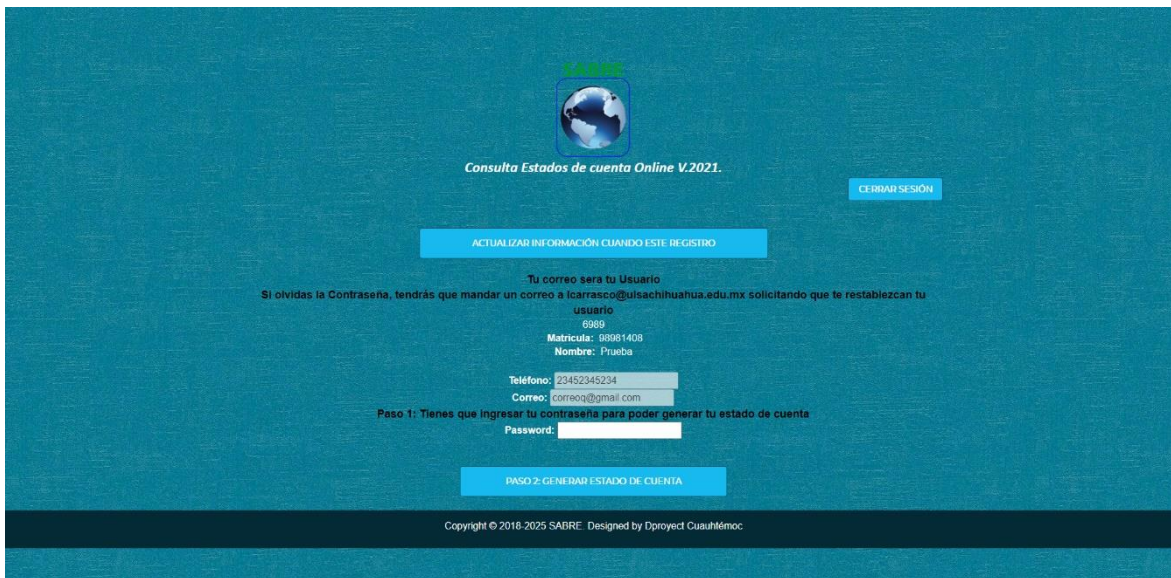 SABRE
Consulta Estados de cuenta Online V.2021.
CERRAR SESIÓN
ACTUALIZAR INFORMACIÓN CUANDO ESTE REGISTRO
Tu correo sera tu Usuario
Si olvidas la Contraseña, tendrás que mandar un correo a lcarrasco@ulsachihuahua.edu.mx solicitando que te restablezcan tu
usuario
6989
Matricula: 98981408
Nombre: Prueba
Teléfono: 23452345234
Correo: correoq@gmail.com
Paso 1: Tienes que ingresar tu contraseña para poder generar tu estado de cuenta
Password:
PASO 2: GENERAR ESTADO DE CUENTA
Copyright © 2018-2025 SABRE. Designed by Dproyect Cuauhtémoc